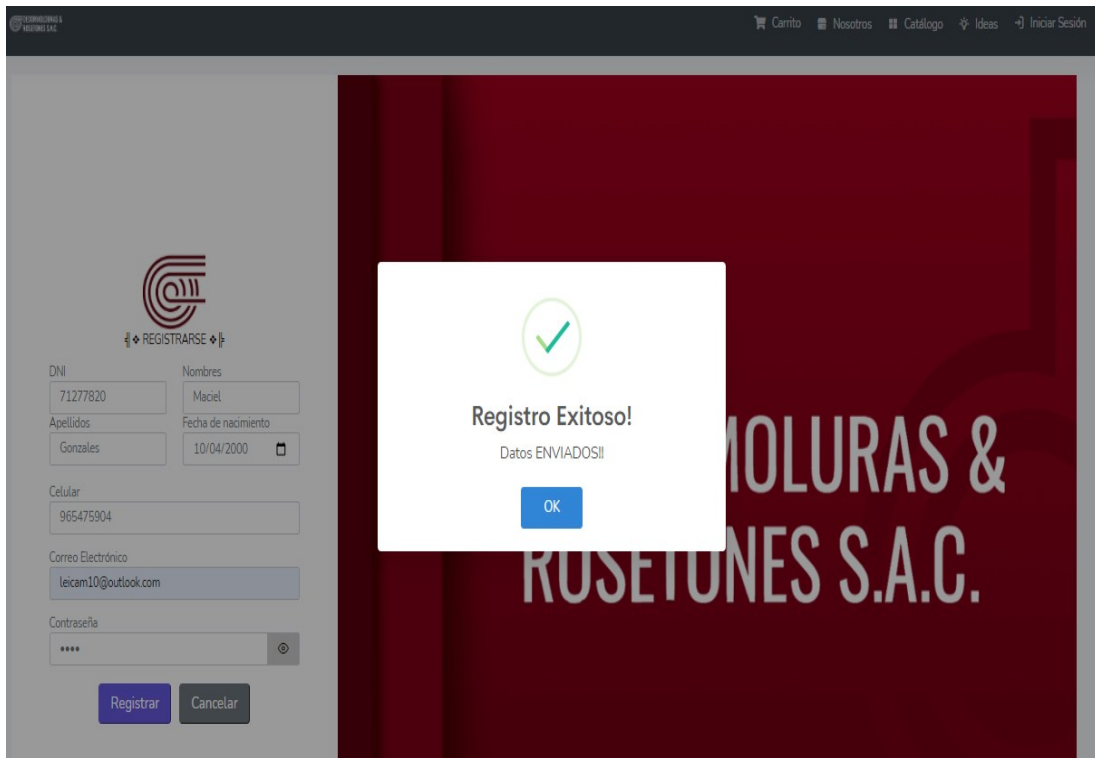 Carrito Nosotros Catálogo Ideas Iniciar Sesión
REGISTRARSE
DNI Nombres
71277820 Maciel
Apellidos Fecha de nacimiento
Gonzales 10/04/2000
Celular
965475904
Correo Electrónico
leicam10@outlook.com
Contraseña
••••
Registrar Cancelar
Registro Exitoso!
Datos ENVIADOS!!
OK
MOLURAS &
ROSETONES S.A.C.